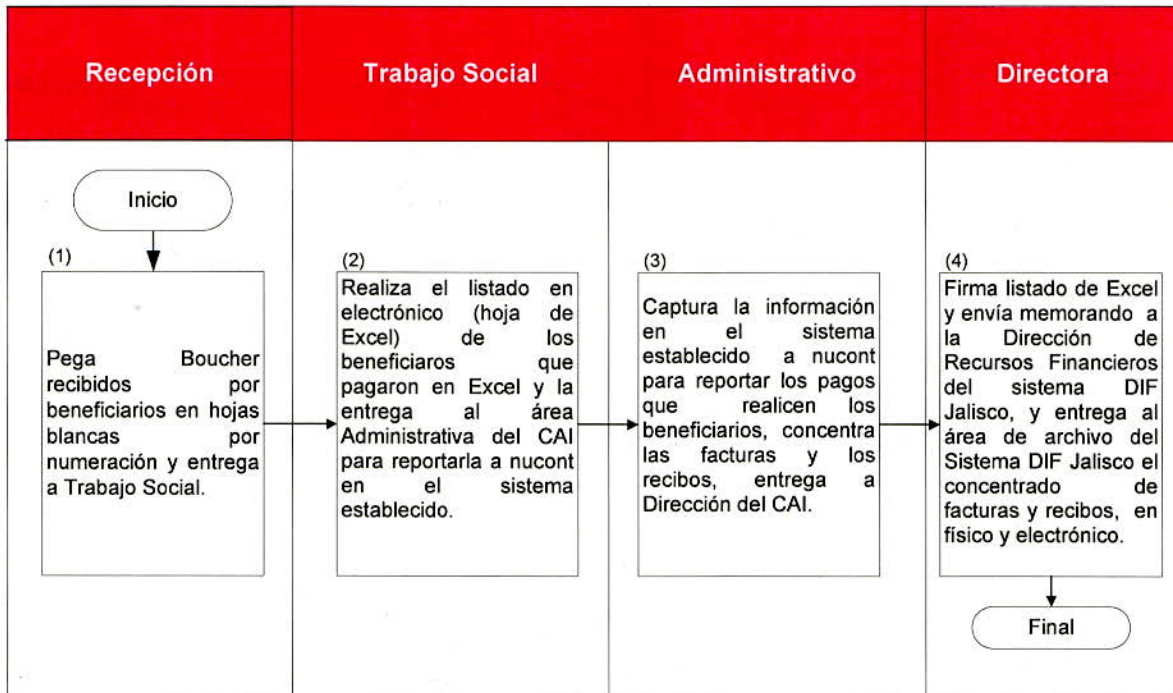 Recepción
Trabajo Social
Administrativo
Directora
Inicio
(1)
Pega Boucher
recibidos por
beneficiarios en hojas
blancas por
numeración y entrega
a Trabajo Social.
(2)
Realiza el listado en
electrónico (hoja de
Excel) de los
beneficiaros que
pagaron en Excel y la
entrega al área
Administrativa del CAI
para reportarla a nucont
en el sistema
establecido.
(3)
Captura la información
en el sistema
establecido a nucont
para reportar los pagos
que realicen los
beneficiarios, concentra
las facturas y los
recibos, entrega a
Dirección del CAI.
(4)
Firma listado de Excel
y envía memorando a
la Dirección de
Recursos Financieros
del sistema DIF
Jalisco, y entrega al
área de archivo del
Sistema DIF Jalisco el
concentrado de
facturas y recibos, en
físico y electrónico.
Final